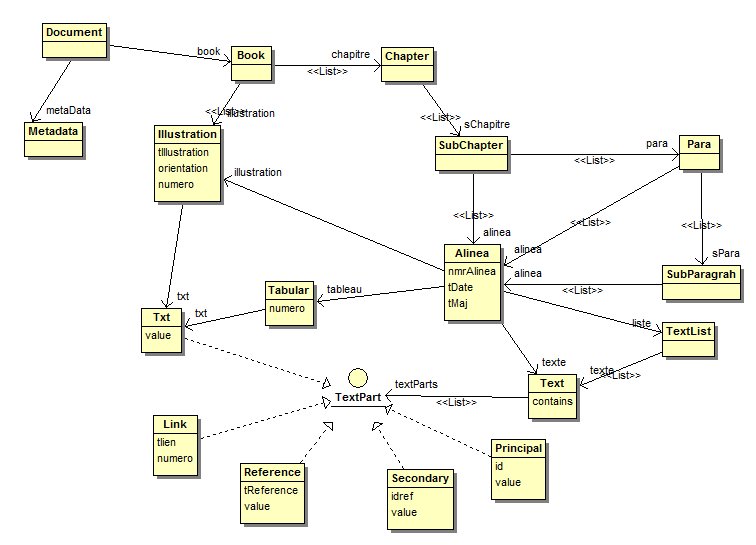 Document
book
Book
chapitre
<<List>>
Chapter
metaData
Metadata
<<List>>
illustration
Illustration
tIllustration
orientation
numero
<<List>>
sChapitre
SubChapter
para
<<List>>
Para
illustration
<<List>>
alinea
<<List>>
alinea
<<List>>
sPara
Alinea
nmrAlinea
tDate
tMaj
alinea
<<List>>
SubParagrah
txt
txt
Tabular
numero
tableau
liste
TextList
Txt
value
texte
texte
<<List>>
TextPart
textParts
<<List>>
Text
contains
Link
tlien
numero
Reference
tReference
value
Secondary
idref
value
Principal
id
value